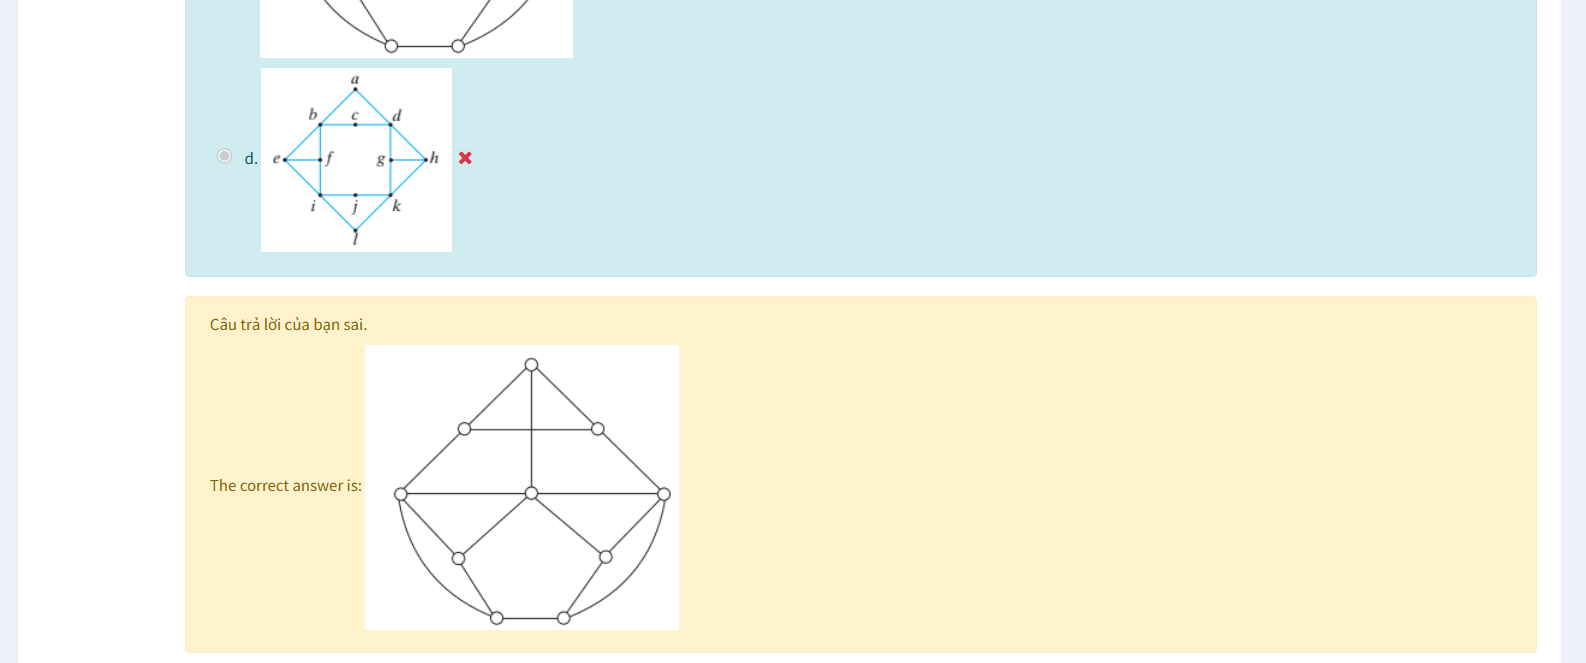 a
b c d
d. e f g h
i j k
l
Câu trả lời của bạn sai.
The correct answer is: